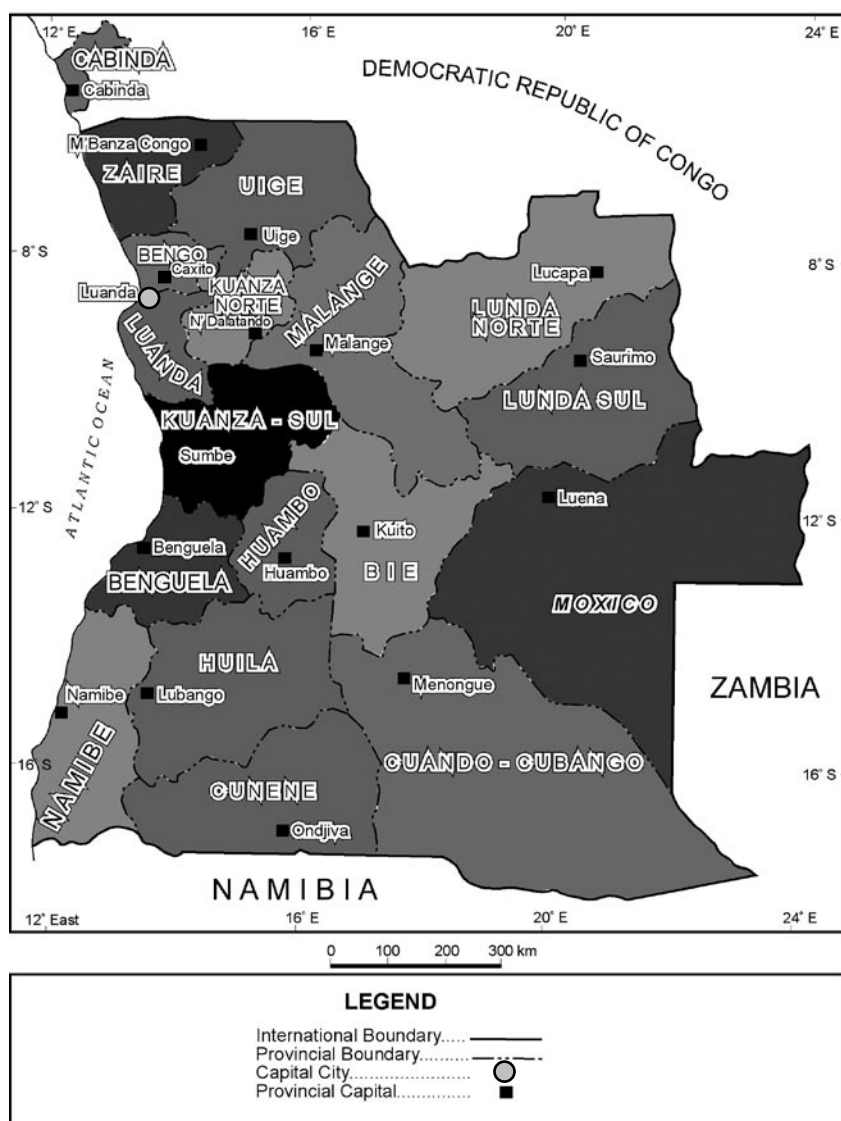 12° E
16° E
20° E
24° E
CABINDA
Cabinda
DEMOCRATIC REPUBLIC OF CONGO
M'Banza Congo
ZAIRE
UIGE
Uige
8° S
8° S
BENGO
Caxito
Lucapa
Luanda
KUANZA
NORTE
MALANGE
LUNDA
NORTE
N' Dalatando
Malange
LUANDA
Saurimo
LUNDA SUL
ATLANTIC OCEAN
KUANZA - SUL
Sumbe
Luena
12° S
12° S
HUAMBO
Kuito
Benguela
Huambo
BIE
BENGUELA
MOXICO
HUILA
Menongue
ZAMBIA
Namibe
Lubango
NAMIBE
16° S
CUANDO - CUBANGO
16° S
CUNENE
Ondjiva
NAMIBIA
12° East
16° E
20° E
24° E
0 100 200 300 km
LEGEND
International Boundary.....
Provincial Boundary...........
Capital City.........................
Provincial Capital................